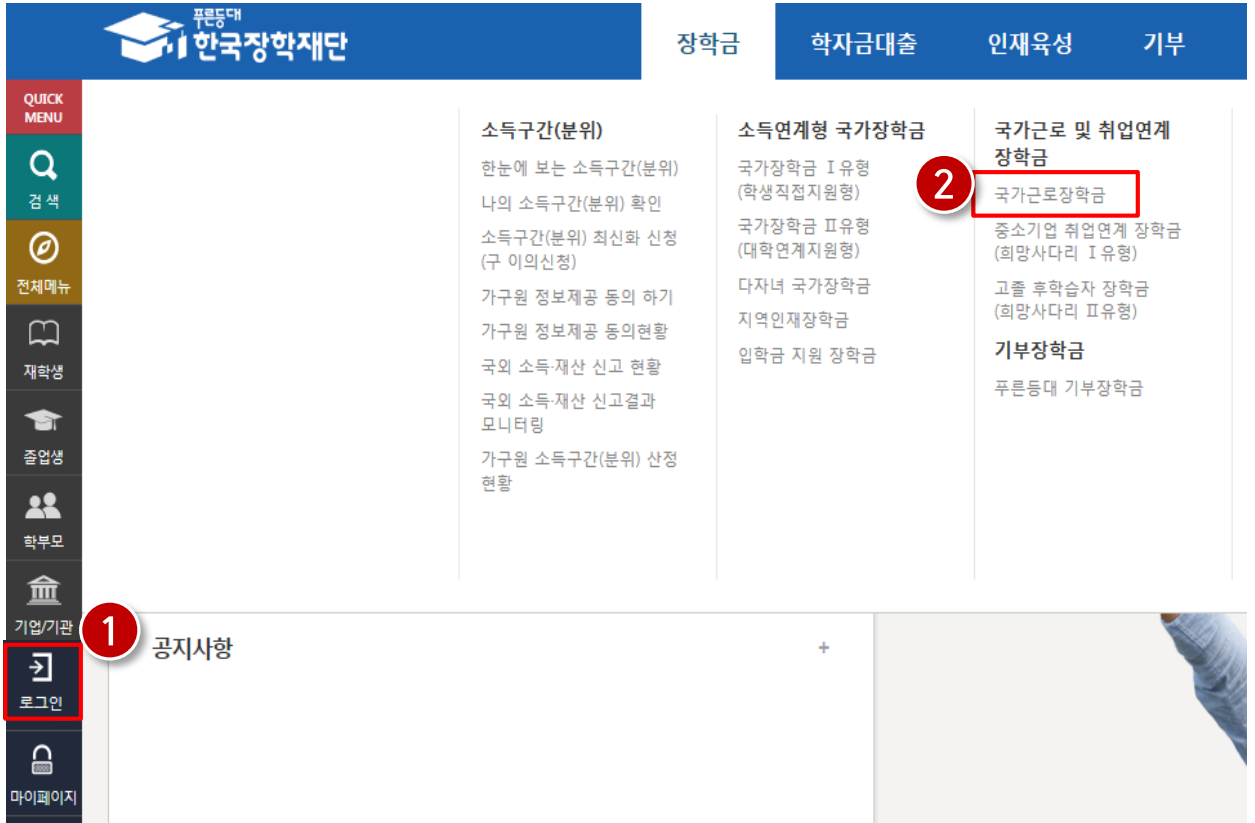 푸른등대
한국장학재단
장학금
학자금대출
인재육성
기부
QUICK
MENU
검색
전체메뉴
재학생
졸업생
학부모
기업/기관
로그인
마이페이지
소득구간(분위)
한눈에 보는 소득구간(분위)
나의 소득구간(분위) 확인
소득구간(분위) 최신화 신청
(구 이의신청)
가구원 정보제공 동의 하기
가구원 정보제공 동의현황
국외 소득·재산 신고 현황
국외 소득·재산 신고결과
모니터링
가구원 소득구간(분위) 산정
현황
소득연계형 국가장학금
국가장학금 Ⅰ유형
(학생직접지원형)
국가장학금 Ⅱ유형
(대학연계지원형)
다자녀 국가장학금
지역인재장학금
입학금 지원 장학금
국가근로 및 취업연계
장학금
2
국가근로장학금
중소기업 취업연계 장학금
(희망사다리 Ⅰ유형)
고졸 후학습자 장학금
(희망사다리 Ⅱ유형)
기부장학금
푸른등대 기부장학금
1
공지사항
+